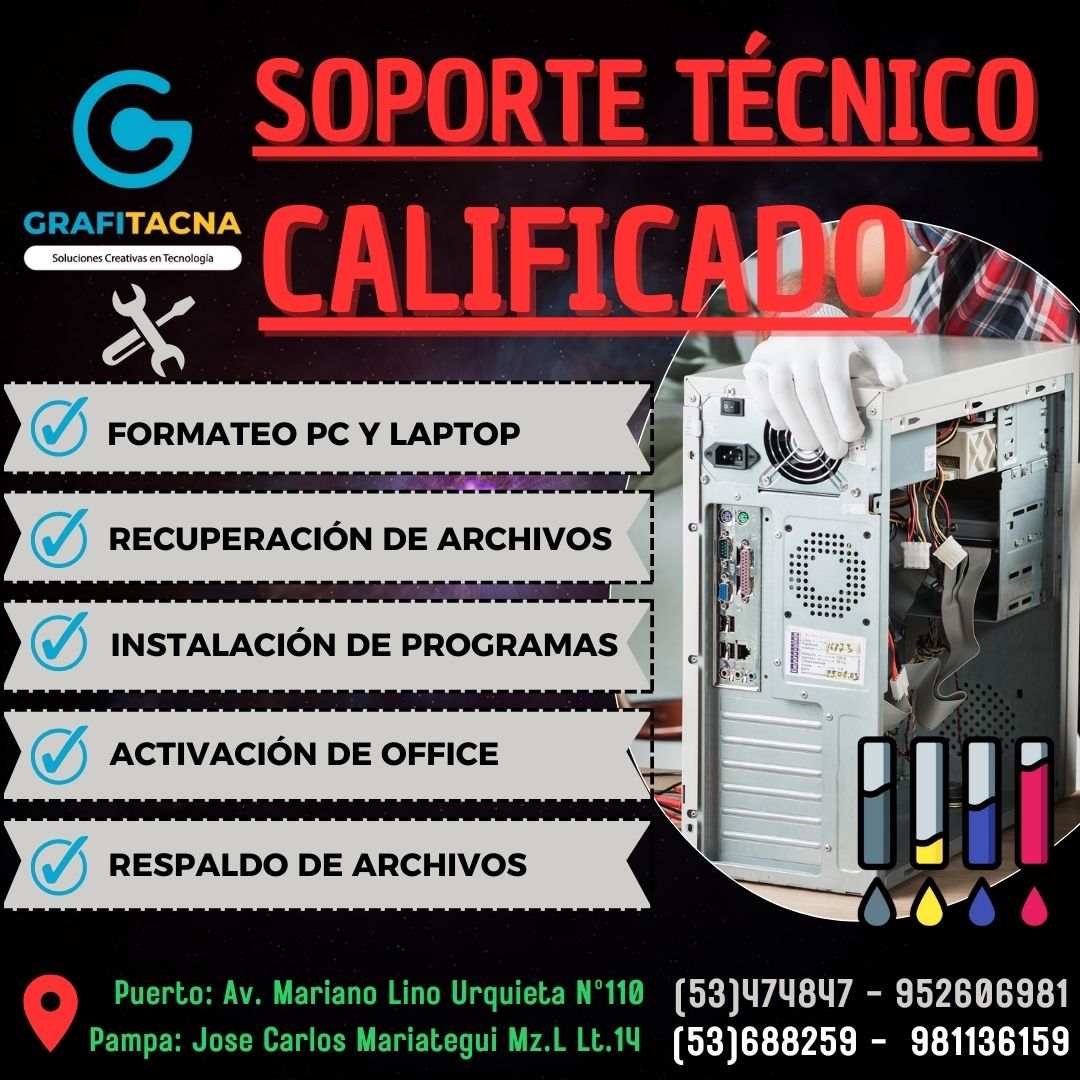 SOPORTE TÉCNICO
CALIFICADO
GRAFITACNA
Soluciones Creativas en Tecnología
FORMATEO PC Y LAPTOP
RECUPERACIÓN DE ARCHIVOS
INSTALACIÓN DE PROGRAMAS
ACTIVACIÓN DE OFFICE
RESPALDO DE ARCHIVOS
Puerto: Av. Mariano Lino Urquieta N°110 (53)474847 - 952606981
Pampa: Jose Carlos Mariategui Mz.L Lt.14 (53)688259 - 981136159